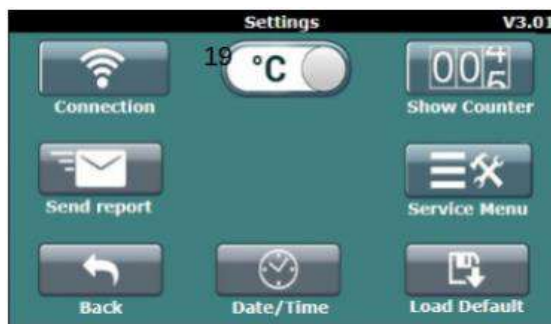 Settings V3.01
19 °C
Connection Show Counter
Send report Service Menu
Back Date/Time Load Default